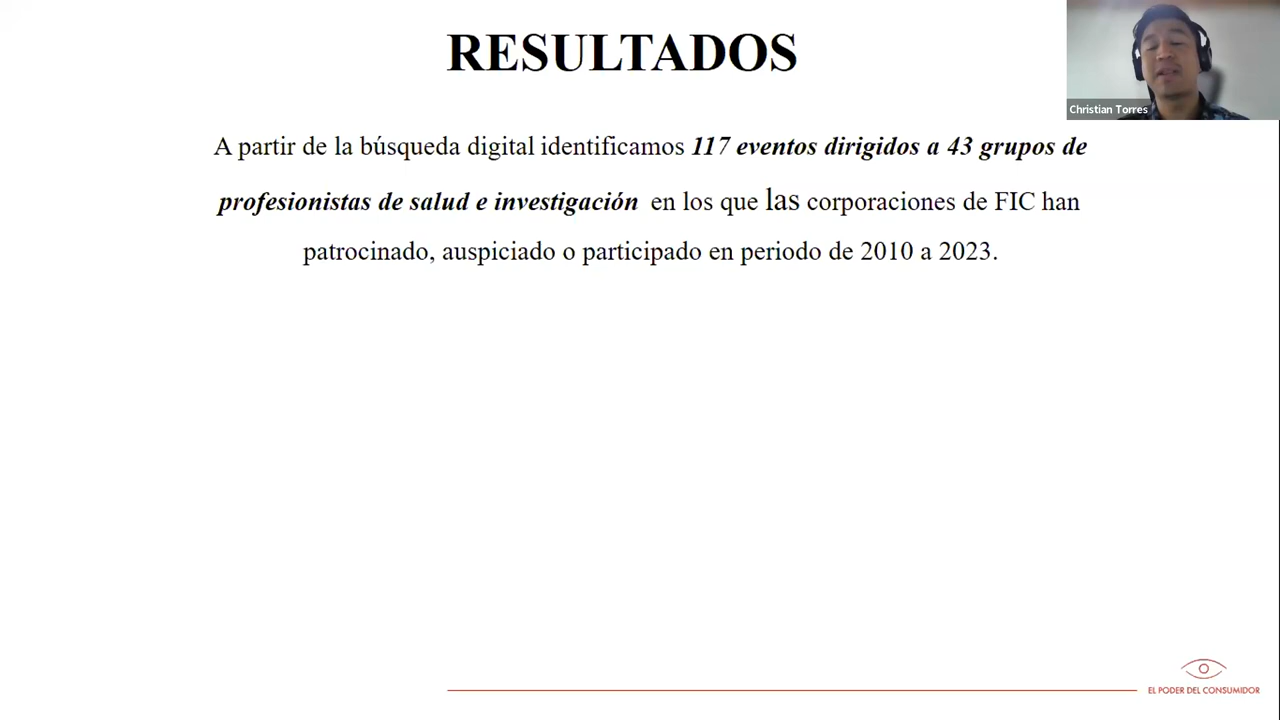 RESULTADOS
Christian Torres
A partir de la búsqueda digital identificamos 117 eventos dirigidos a 43 grupos de
profesionistas de salud e investigación en los que las corporaciones de FIC han
patrocinado, auspiciado o participado en periodo de 2010 a 2023.
EL PODER DEL CONSUMIDOR